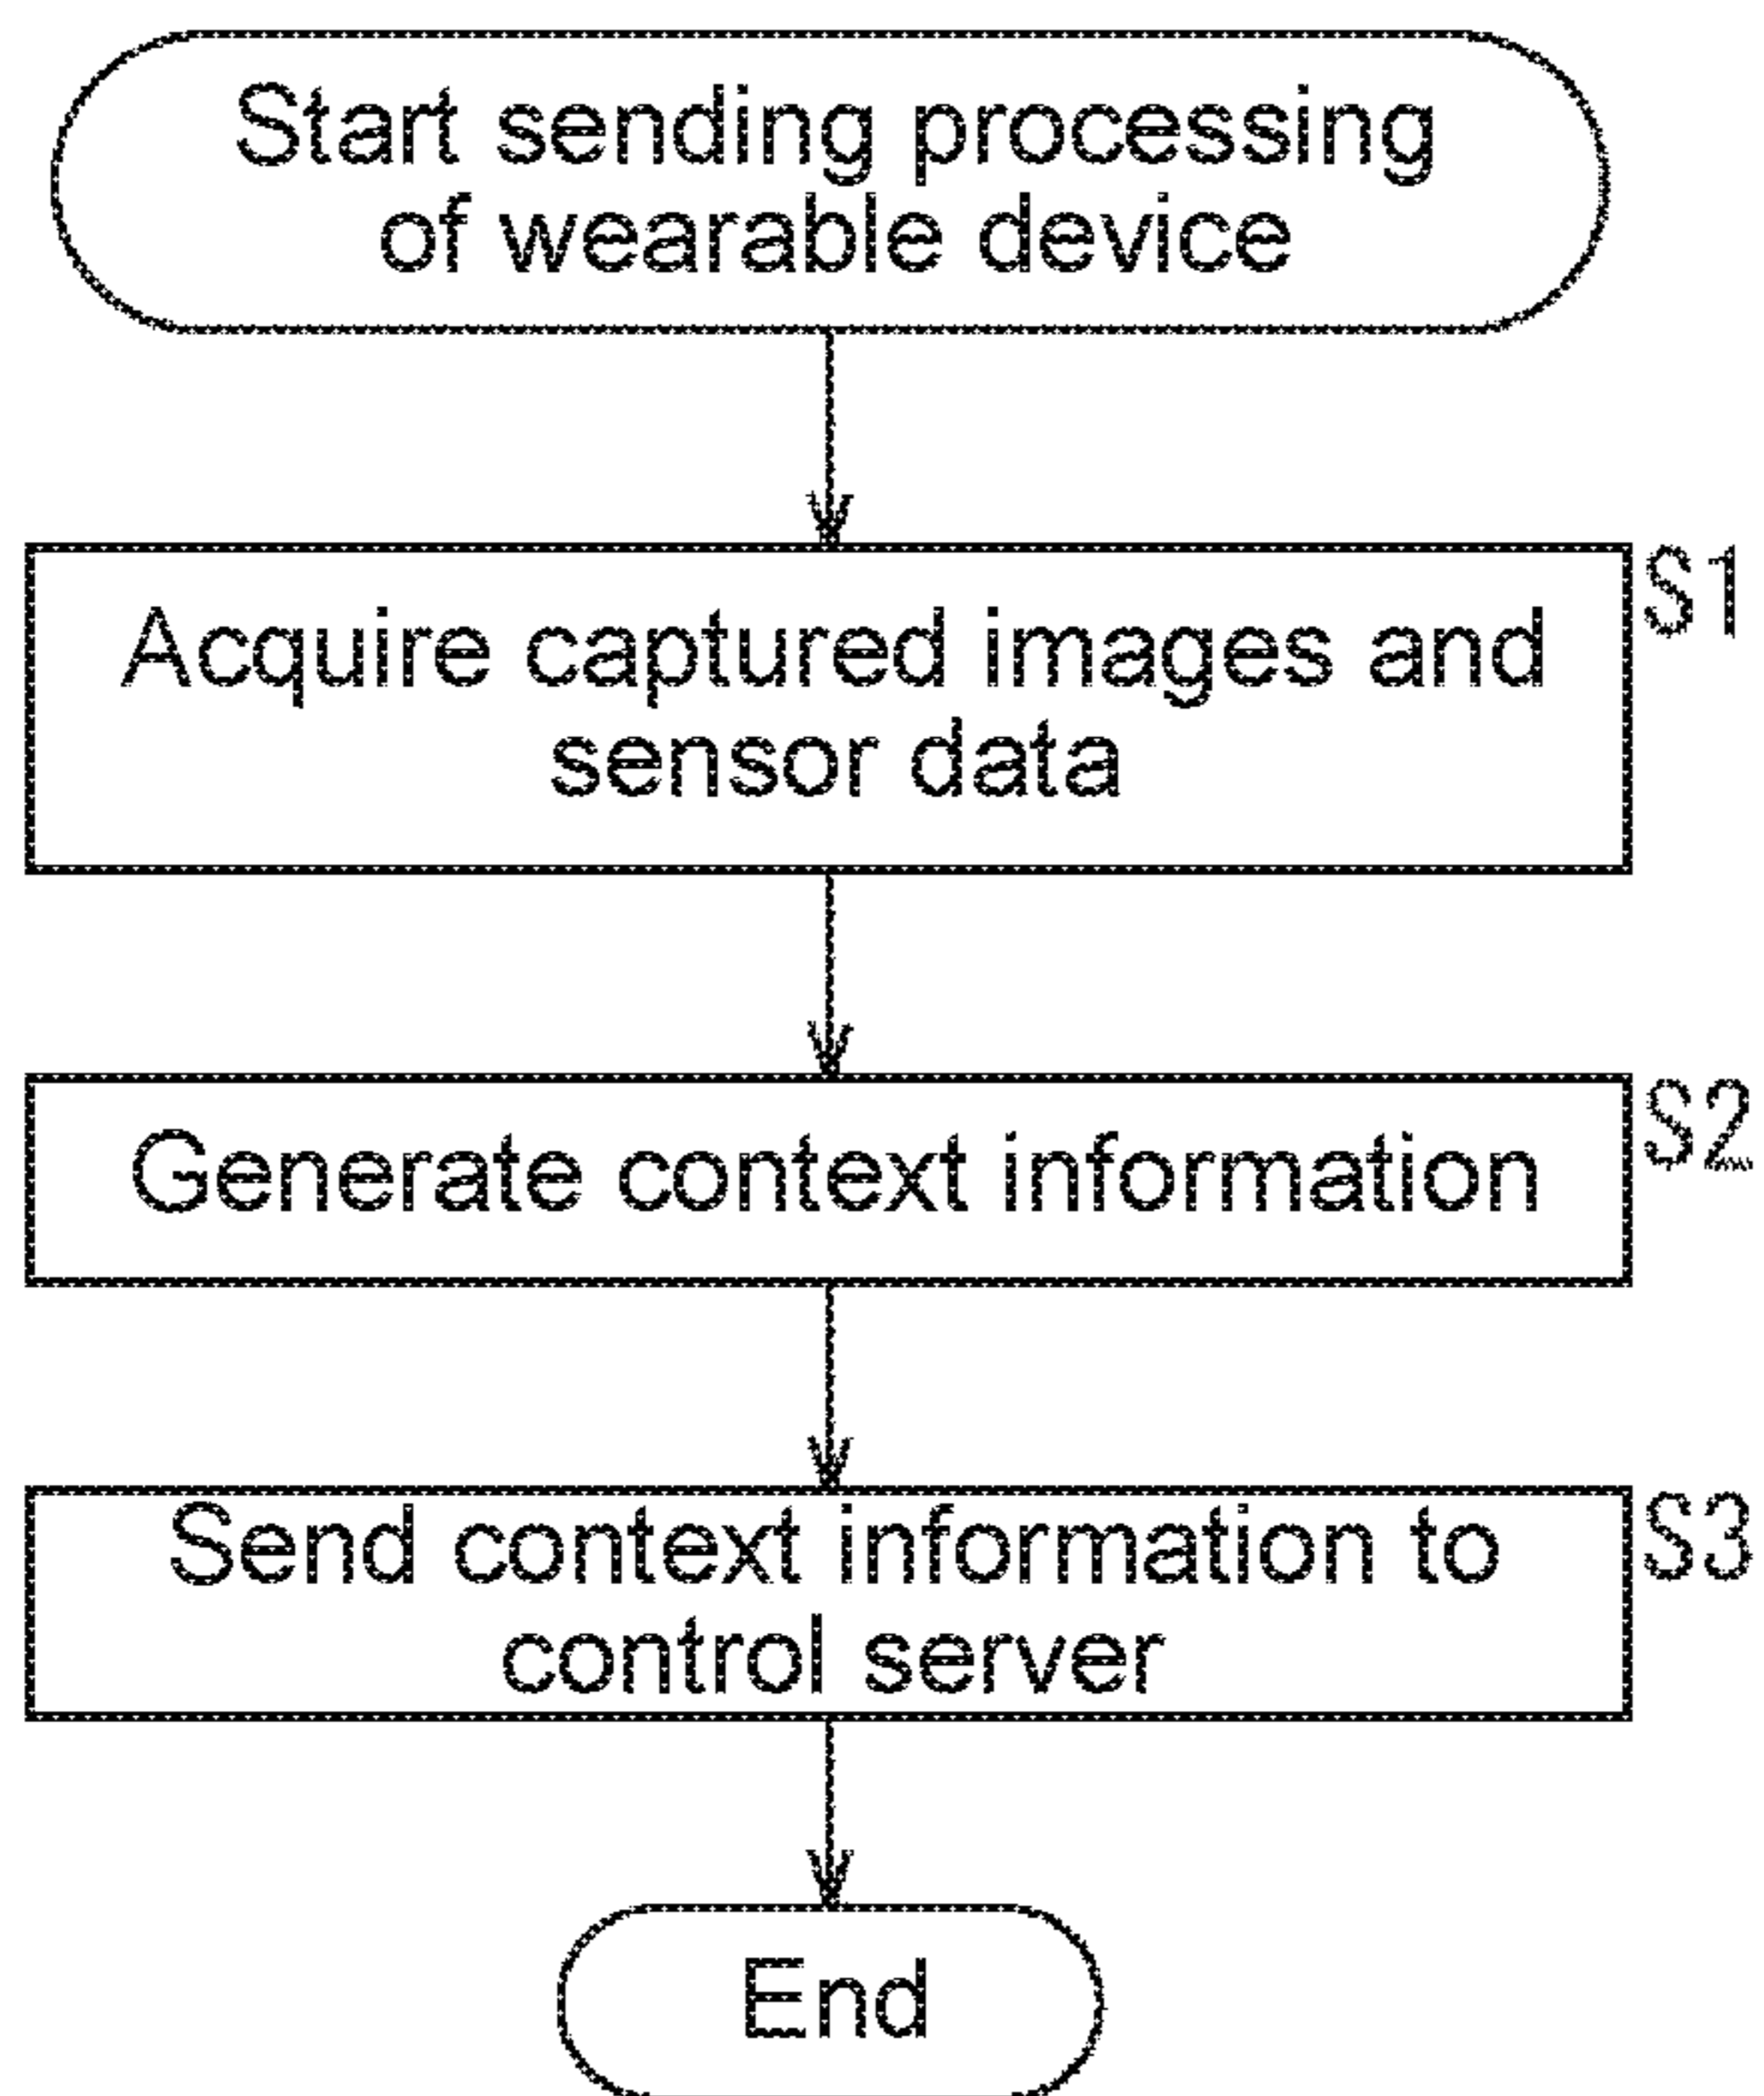 Start sending processing
of wearable device
S1
Acquire captured images and
sensor data
S2
Generate context information
S3
Send context information to
control server
End